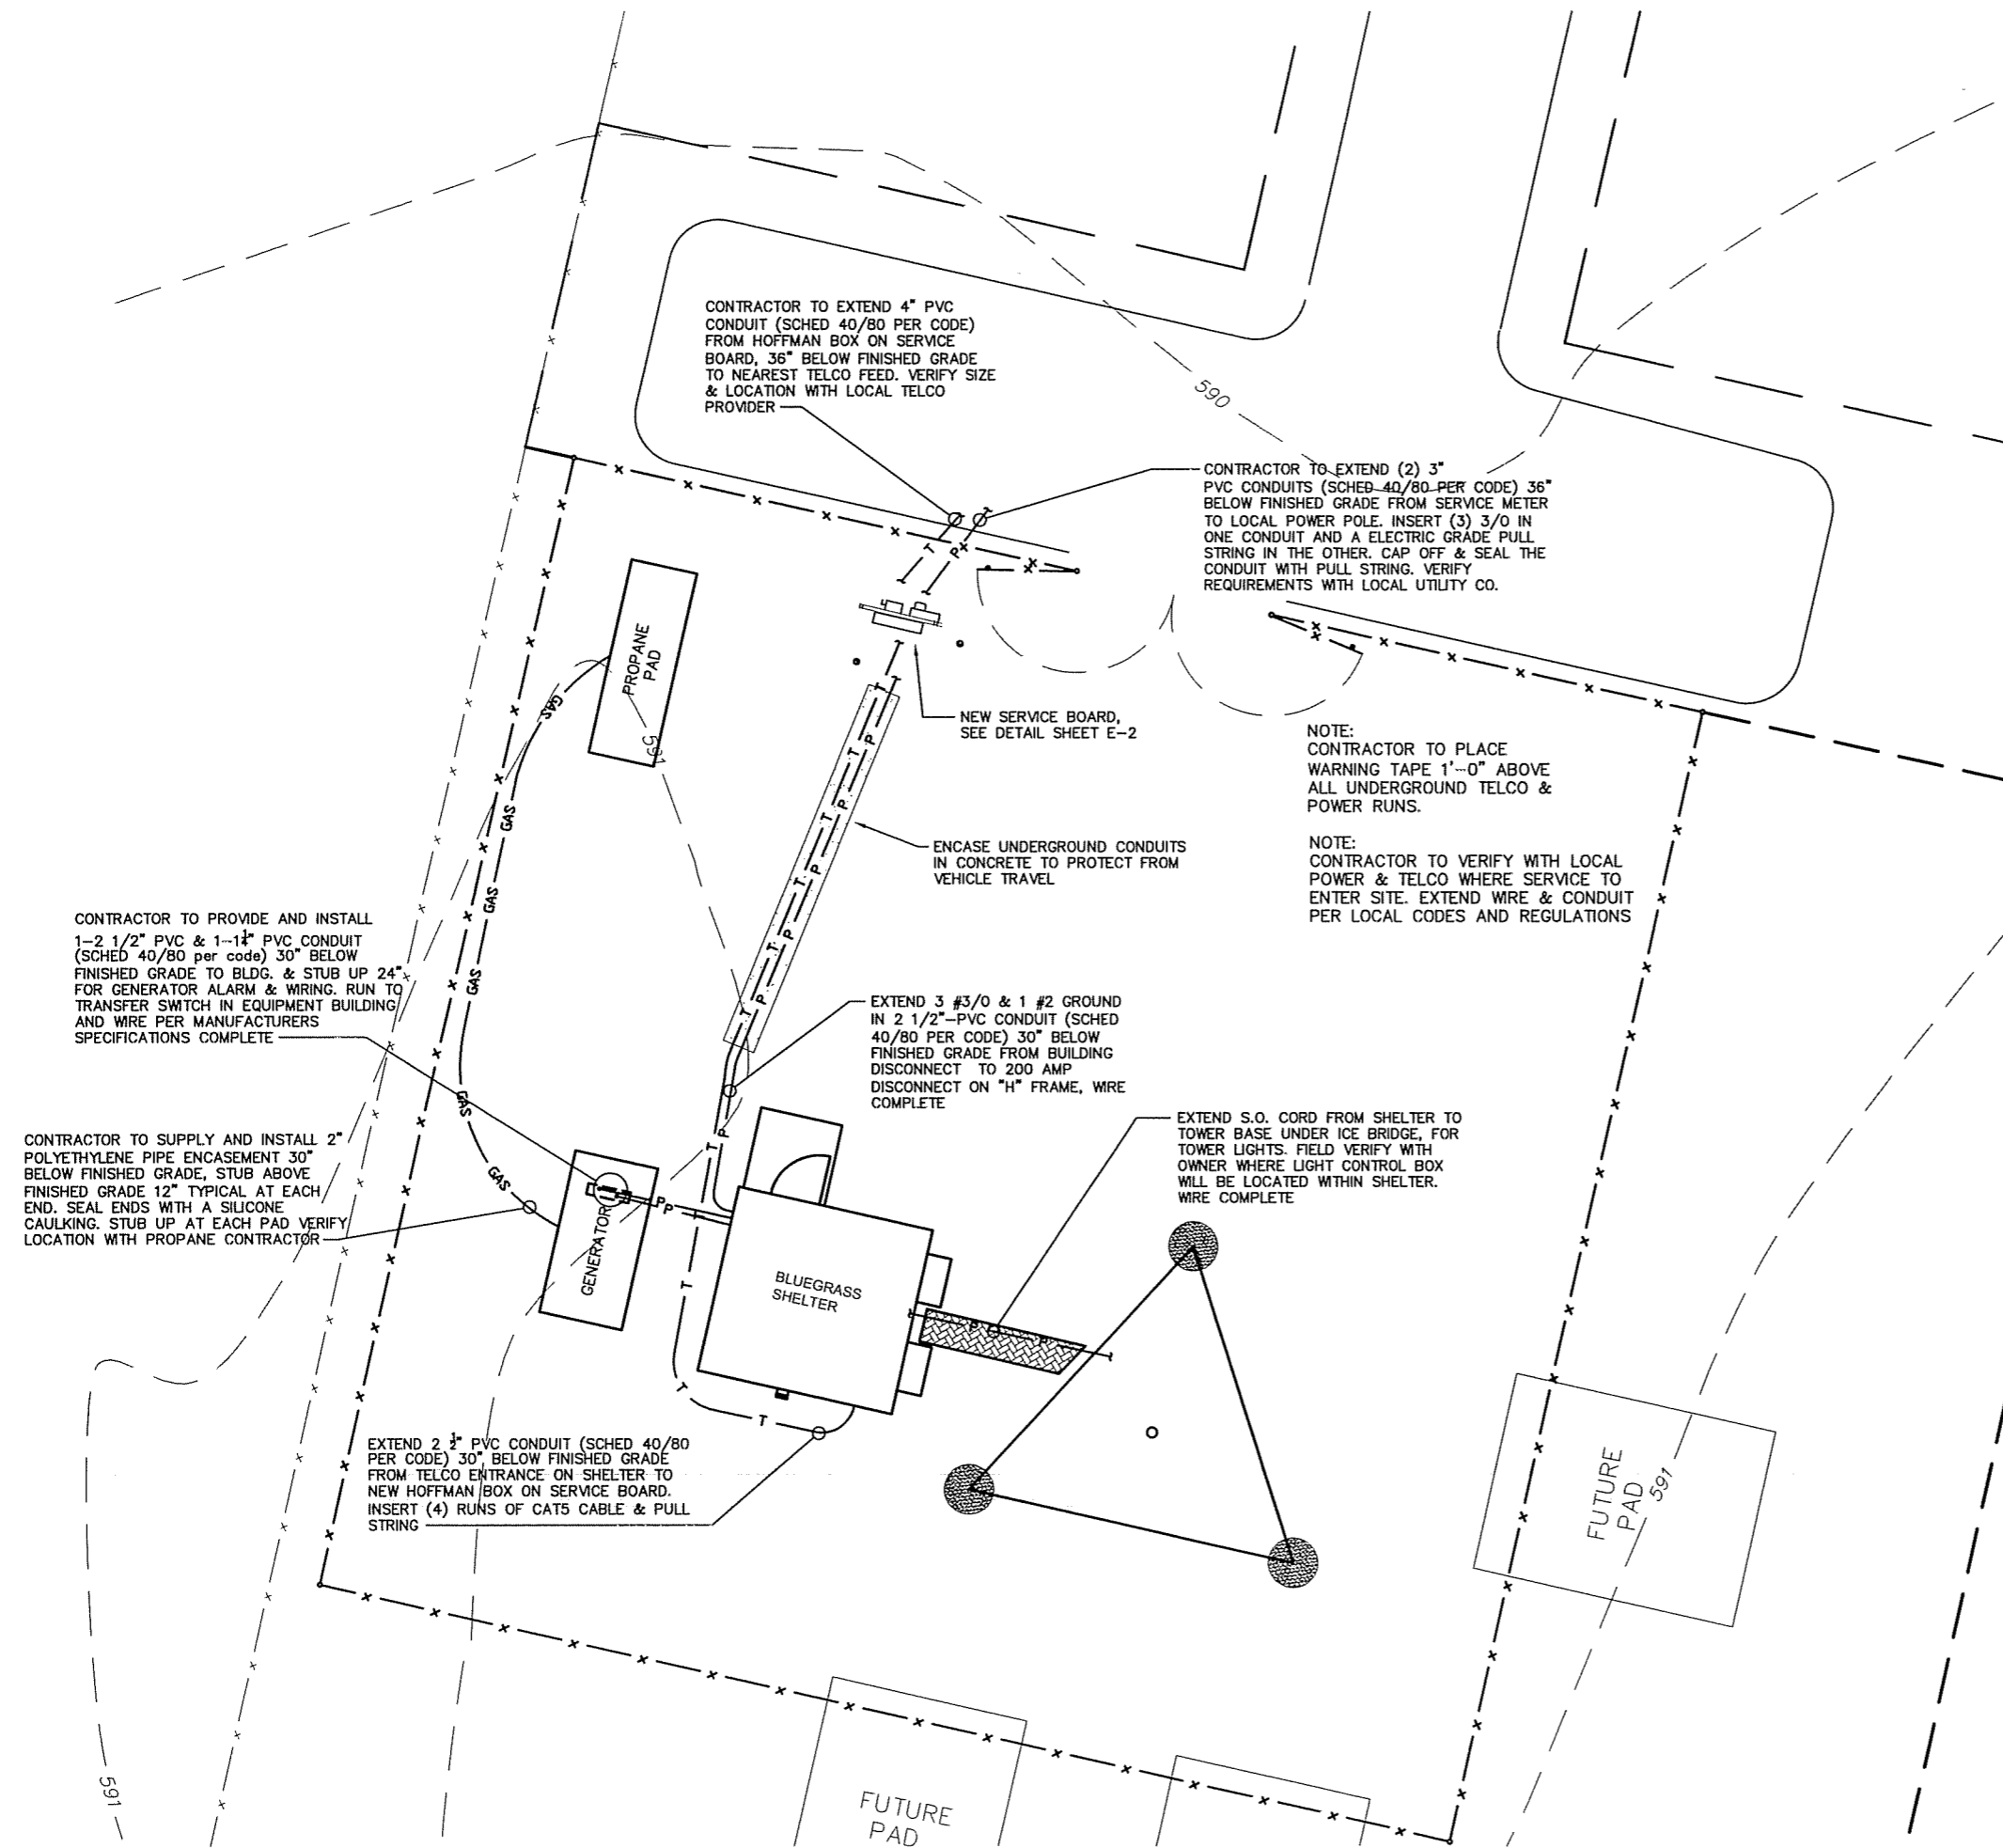 CONTRACTOR TO EXTEND 4" PVC
CONDUIT (SCHED 40/80 PER CODE)
FROM HOFFMAN BOX ON SERVICE
BOARD, 36" BELOW FINISHED GRADE
TO NEAREST TELCO FEED. VERIFY SIZE
& LOCATION WITH LOCAL TELCO
PROVIDER
590
CONTRACTOR TO EXTEND (2) 3"
PVC CONDUITS (SCHED 40/80 PER CODE) 36"
BELOW FINISHED GRADE FROM SERVICE METER
TO LOCAL POWER POLE. INSERT (3) 3/0 IN
ONE CONDUIT AND A ELECTRIC GRADE PULL
STRING IN THE OTHER. CAP OFF & SEAL THE
CONDUIT WITH PULL STRING. VERIFY
REQUIREMENTS WITH LOCAL UTILITY CO.
T
P
PROPANE
PAD
591
GAS
GAS
GAS
GAS
GAS
GAS
NEW SERVICE BOARD,
SEE DETAIL SHEET E-2
NOTE:
CONTRACTOR TO PLACE
WARNING TAPE 1'-0" ABOVE
ALL UNDERGROUND TELCO &
POWER RUNS.
ENCASE UNDERGROUND CONDUITS
IN CONCRETE TO PROTECT FROM
VEHICLE TRAVEL
NOTE:
CONTRACTOR TO VERIFY WITH LOCAL
POWER & TELCO WHERE SERVICE TO
ENTER SITE. EXTEND WIRE & CONDUIT
PER LOCAL CODES AND REGULATIONS
T
P
T
P
T
P
T
P
T
P
T
P
T
P
CONTRACTOR TO PROVIDE AND INSTALL
1-2 1/2" PVC & 1-1¼" PVC CONDUIT
(SCHED 40/80 per code) 30" BELOW
FINISHED GRADE TO BLDG. & STUB UP 24"
FOR GENERATOR ALARM & WIRING. RUN TO
TRANSFER SWITCH IN EQUIPMENT BUILDING
AND WIRE PER MANUFACTURERS
SPECIFICATIONS COMPLETE
EXTEND 3 #3/0 & 1 #2 GROUND
IN 2 1/2"-PVC CONDUIT (SCHED
40/80 PER CODE) 30" BELOW
FINISHED GRADE FROM BUILDING
DISCONNECT TO 200 AMP
DISCONNECT ON "H" FRAME, WIRE
COMPLETE
CONTRACTOR TO SUPPLY AND INSTALL 2"
POLYETHYLENE PIPE ENCASEMENT 30"
BELOW FINISHED GRADE, STUB ABOVE
FINISHED GRADE 12" TYPICAL AT EACH
END. SEAL ENDS WITH A SILICONE
CAULKING. STUB UP AT EACH PAD VERIFY
LOCATION WITH PROPANE CONTRACTOR
EXTEND S.O. CORD FROM SHELTER TO
TOWER BASE UNDER ICE BRIDGE, FOR
TOWER LIGHTS. FIELD VERIFY WITH
OWNER WHERE LIGHT CONTROL BOX
WILL BE LOCATED WITHIN SHELTER.
WIRE COMPLETE
GENERATOR
P
P
T
T
T
BLUEGRASS
SHELTER
P
P
EXTEND 2 ½" PVC CONDUIT (SCHED 40/80
PER CODE) 30" BELOW FINISHED GRADE
FROM TELCO ENTRANCE ON SHELTER TO
NEW HOFFMAN BOX ON SERVICE BOARD.
INSERT (4) RUNS OF CAT5 CABLE & PULL
STRING
FUTURE
PAD
591
591
FUTURE
PAD